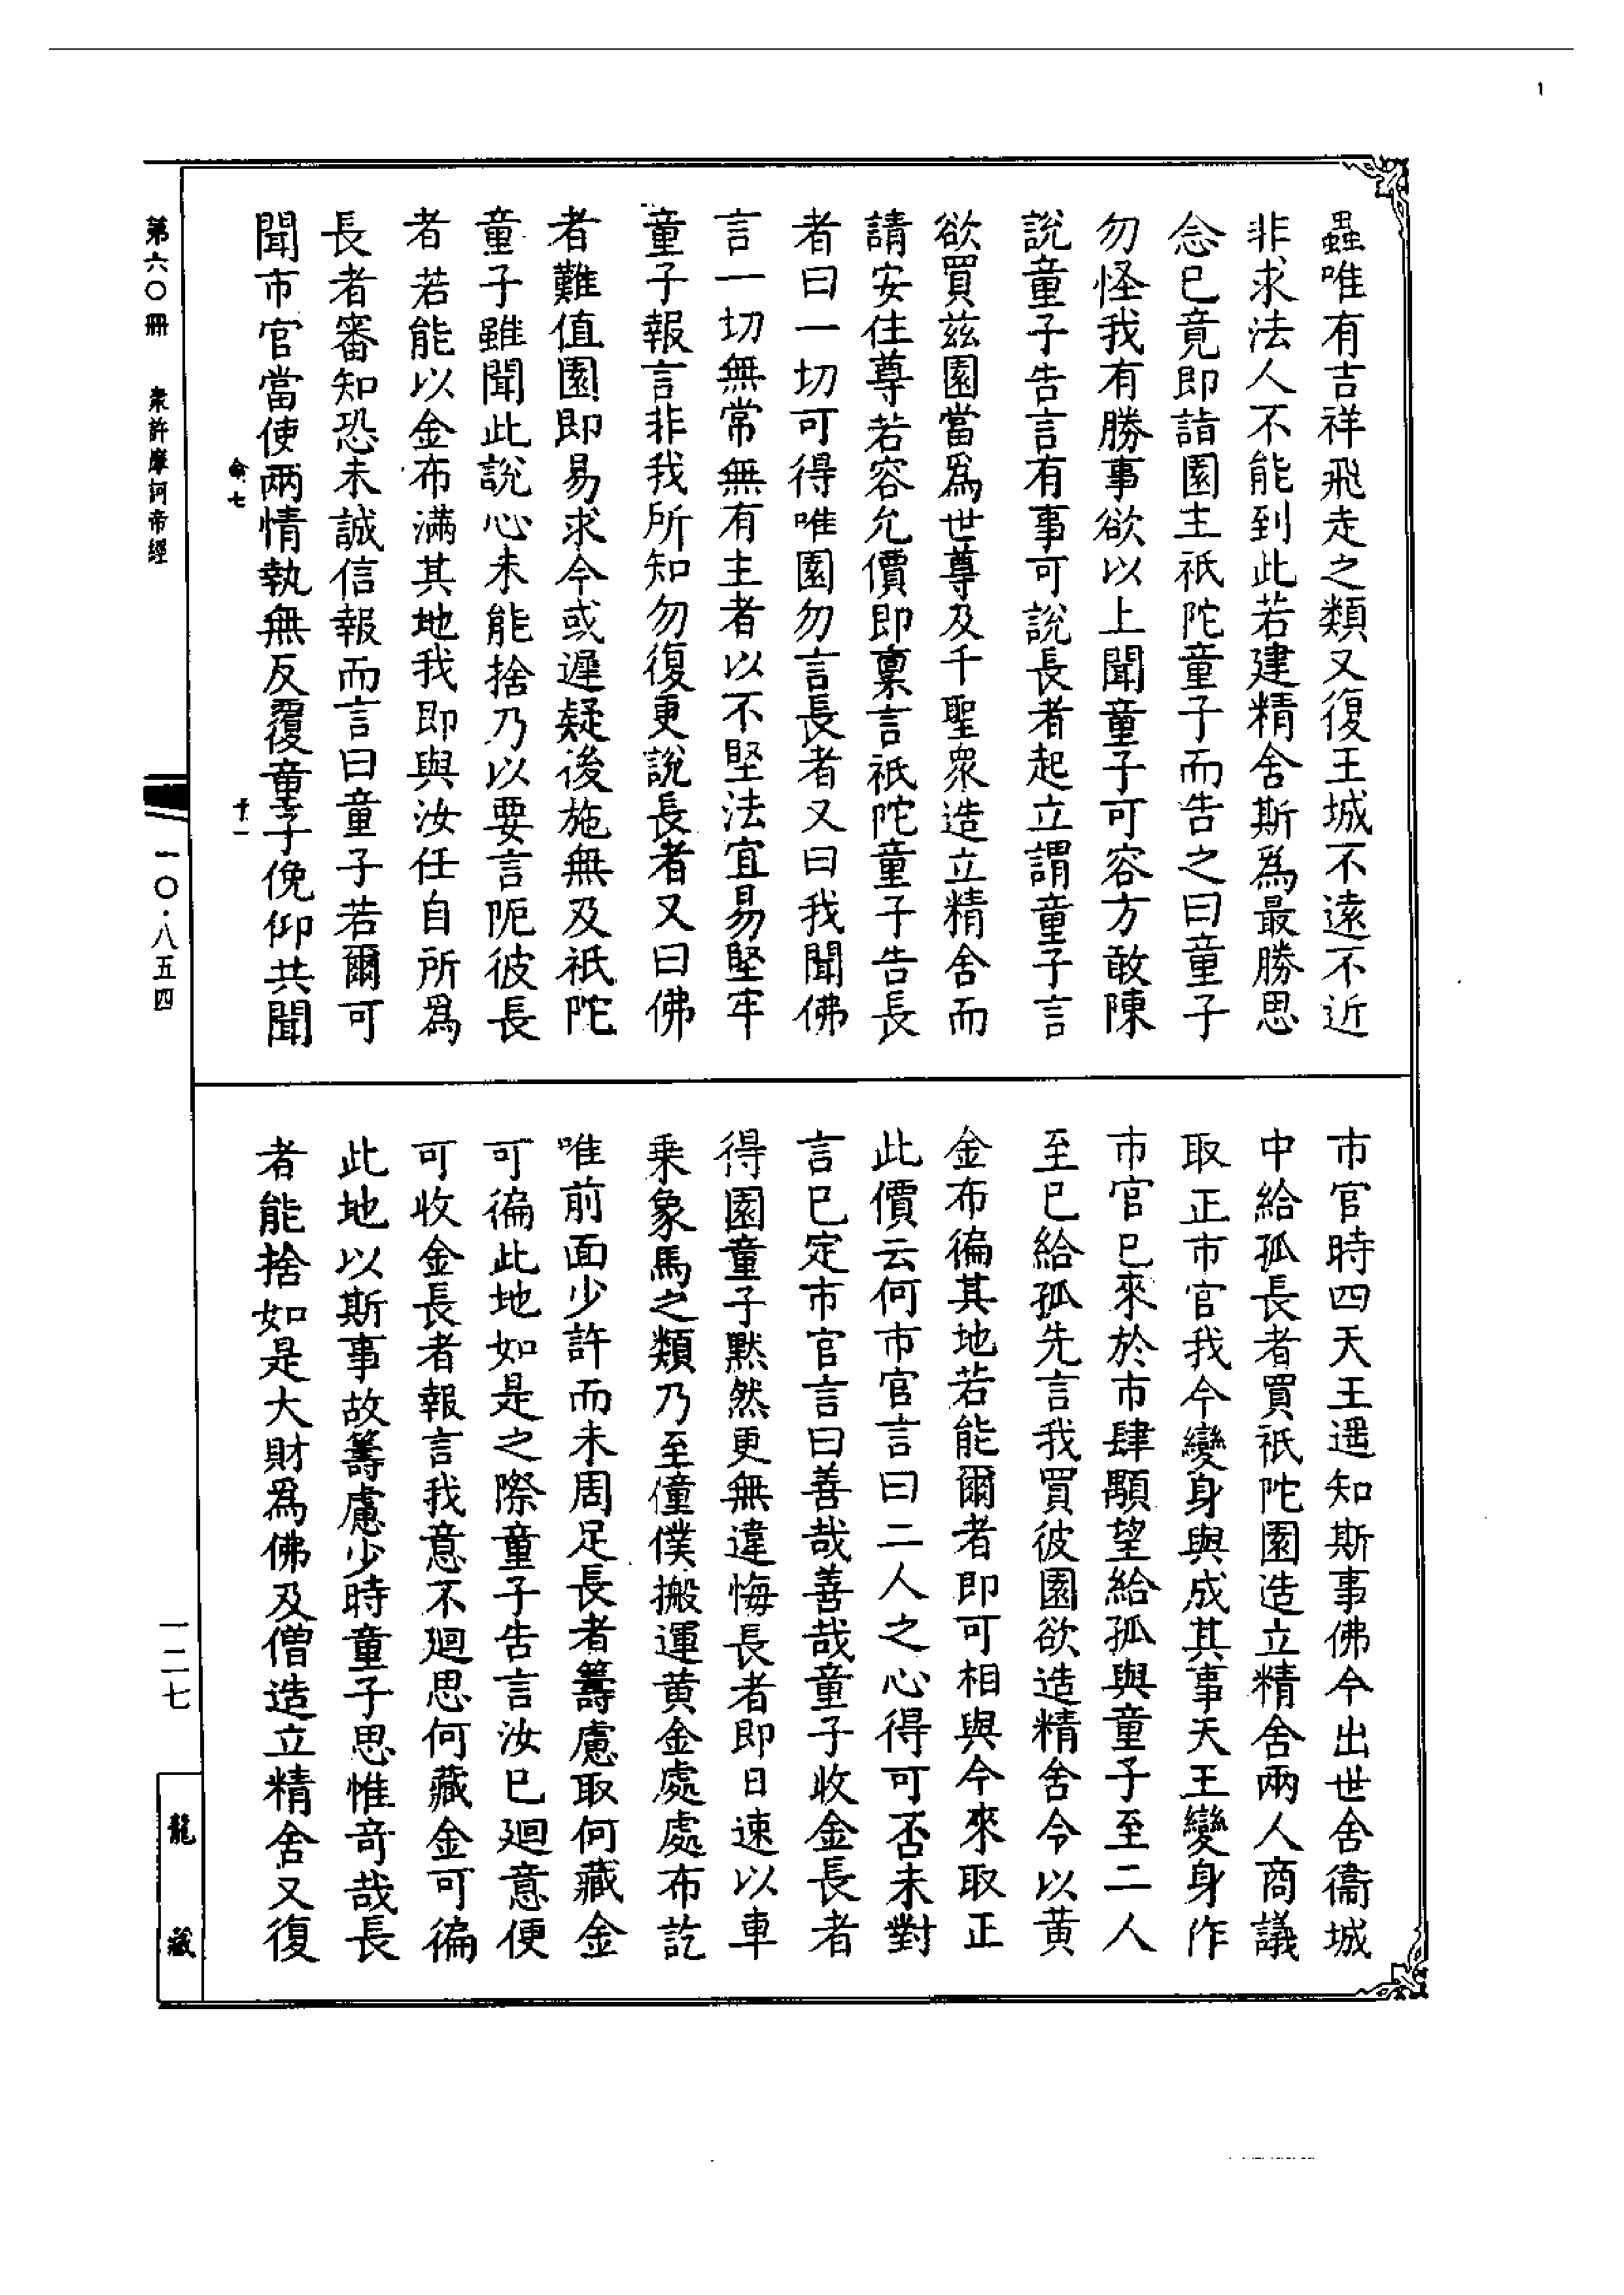 蟲唯有吉祥飛走之類又復王城不遠不近
非求法人不能到此若建精舍斯爲最勝思
念已竟即詣園主祇陀童子而告之曰童子
勿怪我有勝事欲以上聞童子可容方敢陳
說童子告言有事可說長者起立謂童子言
欲買茲園當爲世尊及千聖衆造立精舍而
請安住尊若容允價即稟言祇陀童子告長
者曰一切可得唯園勿言長者又曰我聞佛
言一切無常無有主者以不堅法宜易堅牢
童子報言非我所知勿復更說長者又曰佛
者難值園即易求今或遲疑後施無及祇陀
童子雖聞此說心未能捨乃以要言阨彼長
者若能以金布滿其地我即與汝任自所爲
長者審知恐未誠信報而言曰童子若爾可
聞市官當使兩情執無反覆童子俛仰共聞
市官時四天王遥知斯事佛今出世舍衞城
中給孤長者買祇陀園造立精舍兩人商議
取正市官我今變身與成其事天王變身作
市官已來於市肆顒望給孤與童子至二人
至已給孤先言我買彼園欲造精舍今以黄
金布徧其地若能爾者即可相與今來取正
此價云何市官言曰二人之心得可否未對
言已定市官言曰善哉善哉童子收金長者
得園童子默然更無違悔長者即日速以車
乗象馬之類乃至僮僕搬運黄金處處布訖
唯前面少許而未周足長者籌慮取何藏金
可徧此地如是之際童子告言汝已廻意便
可收金長者報言我意不廻思何藏金可徧
此地以斯事故籌慮少時童子思惟奇哉長
者能捨如是大財爲佛及僧造立精舍又復
第六〇冊 衆許摩訶帝經 一〇·八五四 一二七 龍藏
命七 十一
1